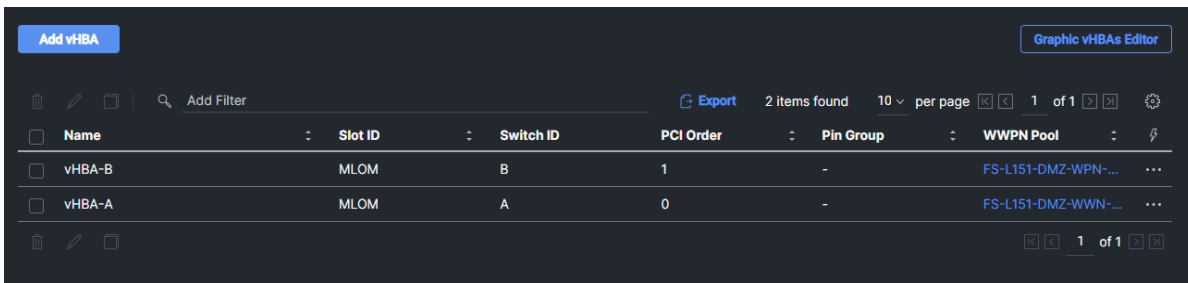 Add vHBA Graphic vHBAs Editor
Add Filter Export 2 items found 10 per page 1 of 1
Name Slot ID Switch ID PCI Order Pin Group WWPN Pool
vHBA-B MLOM B 1 - FS-L151-DMZ-WPN-...
vHBA-A MLOM A 0 - FS-L151-DMZ-WWN-...
1 of 1